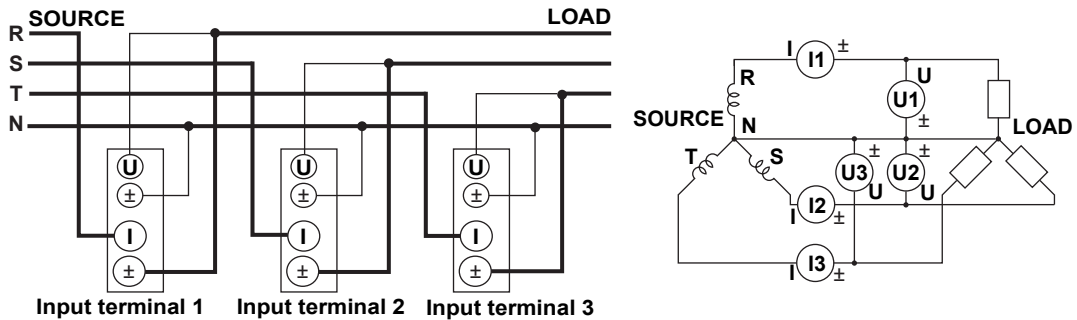 SOURCE LOAD
R
S
T
N
U U U
± ± ±
I I I
± ± ±
Input terminal 1 Input terminal 2 Input terminal 3
I I1 ±
R U
U1
±
SOURCE N LOAD
T S ± ±
U3 U2
U U
I I2 ±
I I3 ±